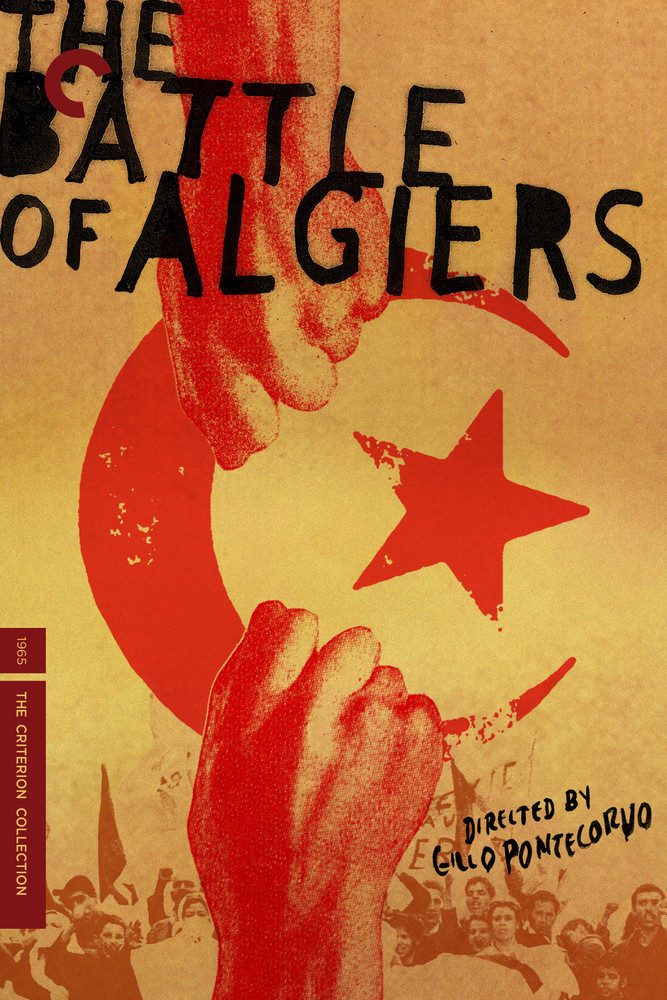 THE
BATTLE
OF ALGIERS
1965
THE CRITERION COLLECTION
DIRECTED BY
GILLO PONTECORVO